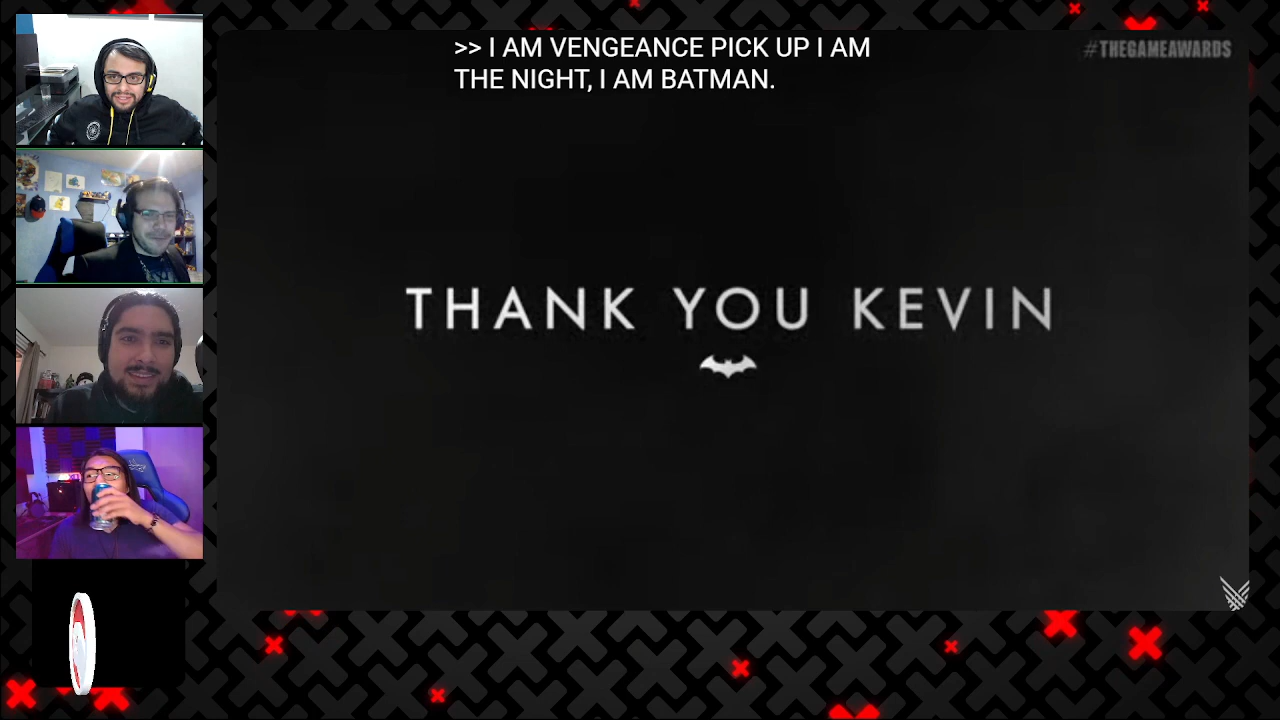 >> I AM VENGEANCE PICK UP I AM
THE NIGHT, I AM BATMAN.
#THEGAMEAWARDS
THANK YOU KEVIN